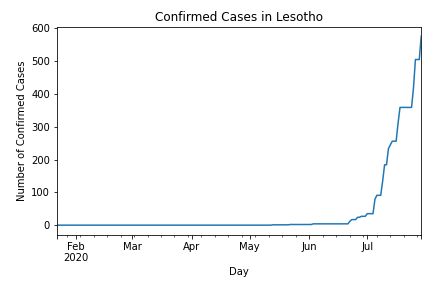 Confirmed Cases in Lesotho
Number of Confirmed Cases
600
500
400
300
200
100
0
Feb
2020
Mar
Apr
May
Jun
Jul
Day